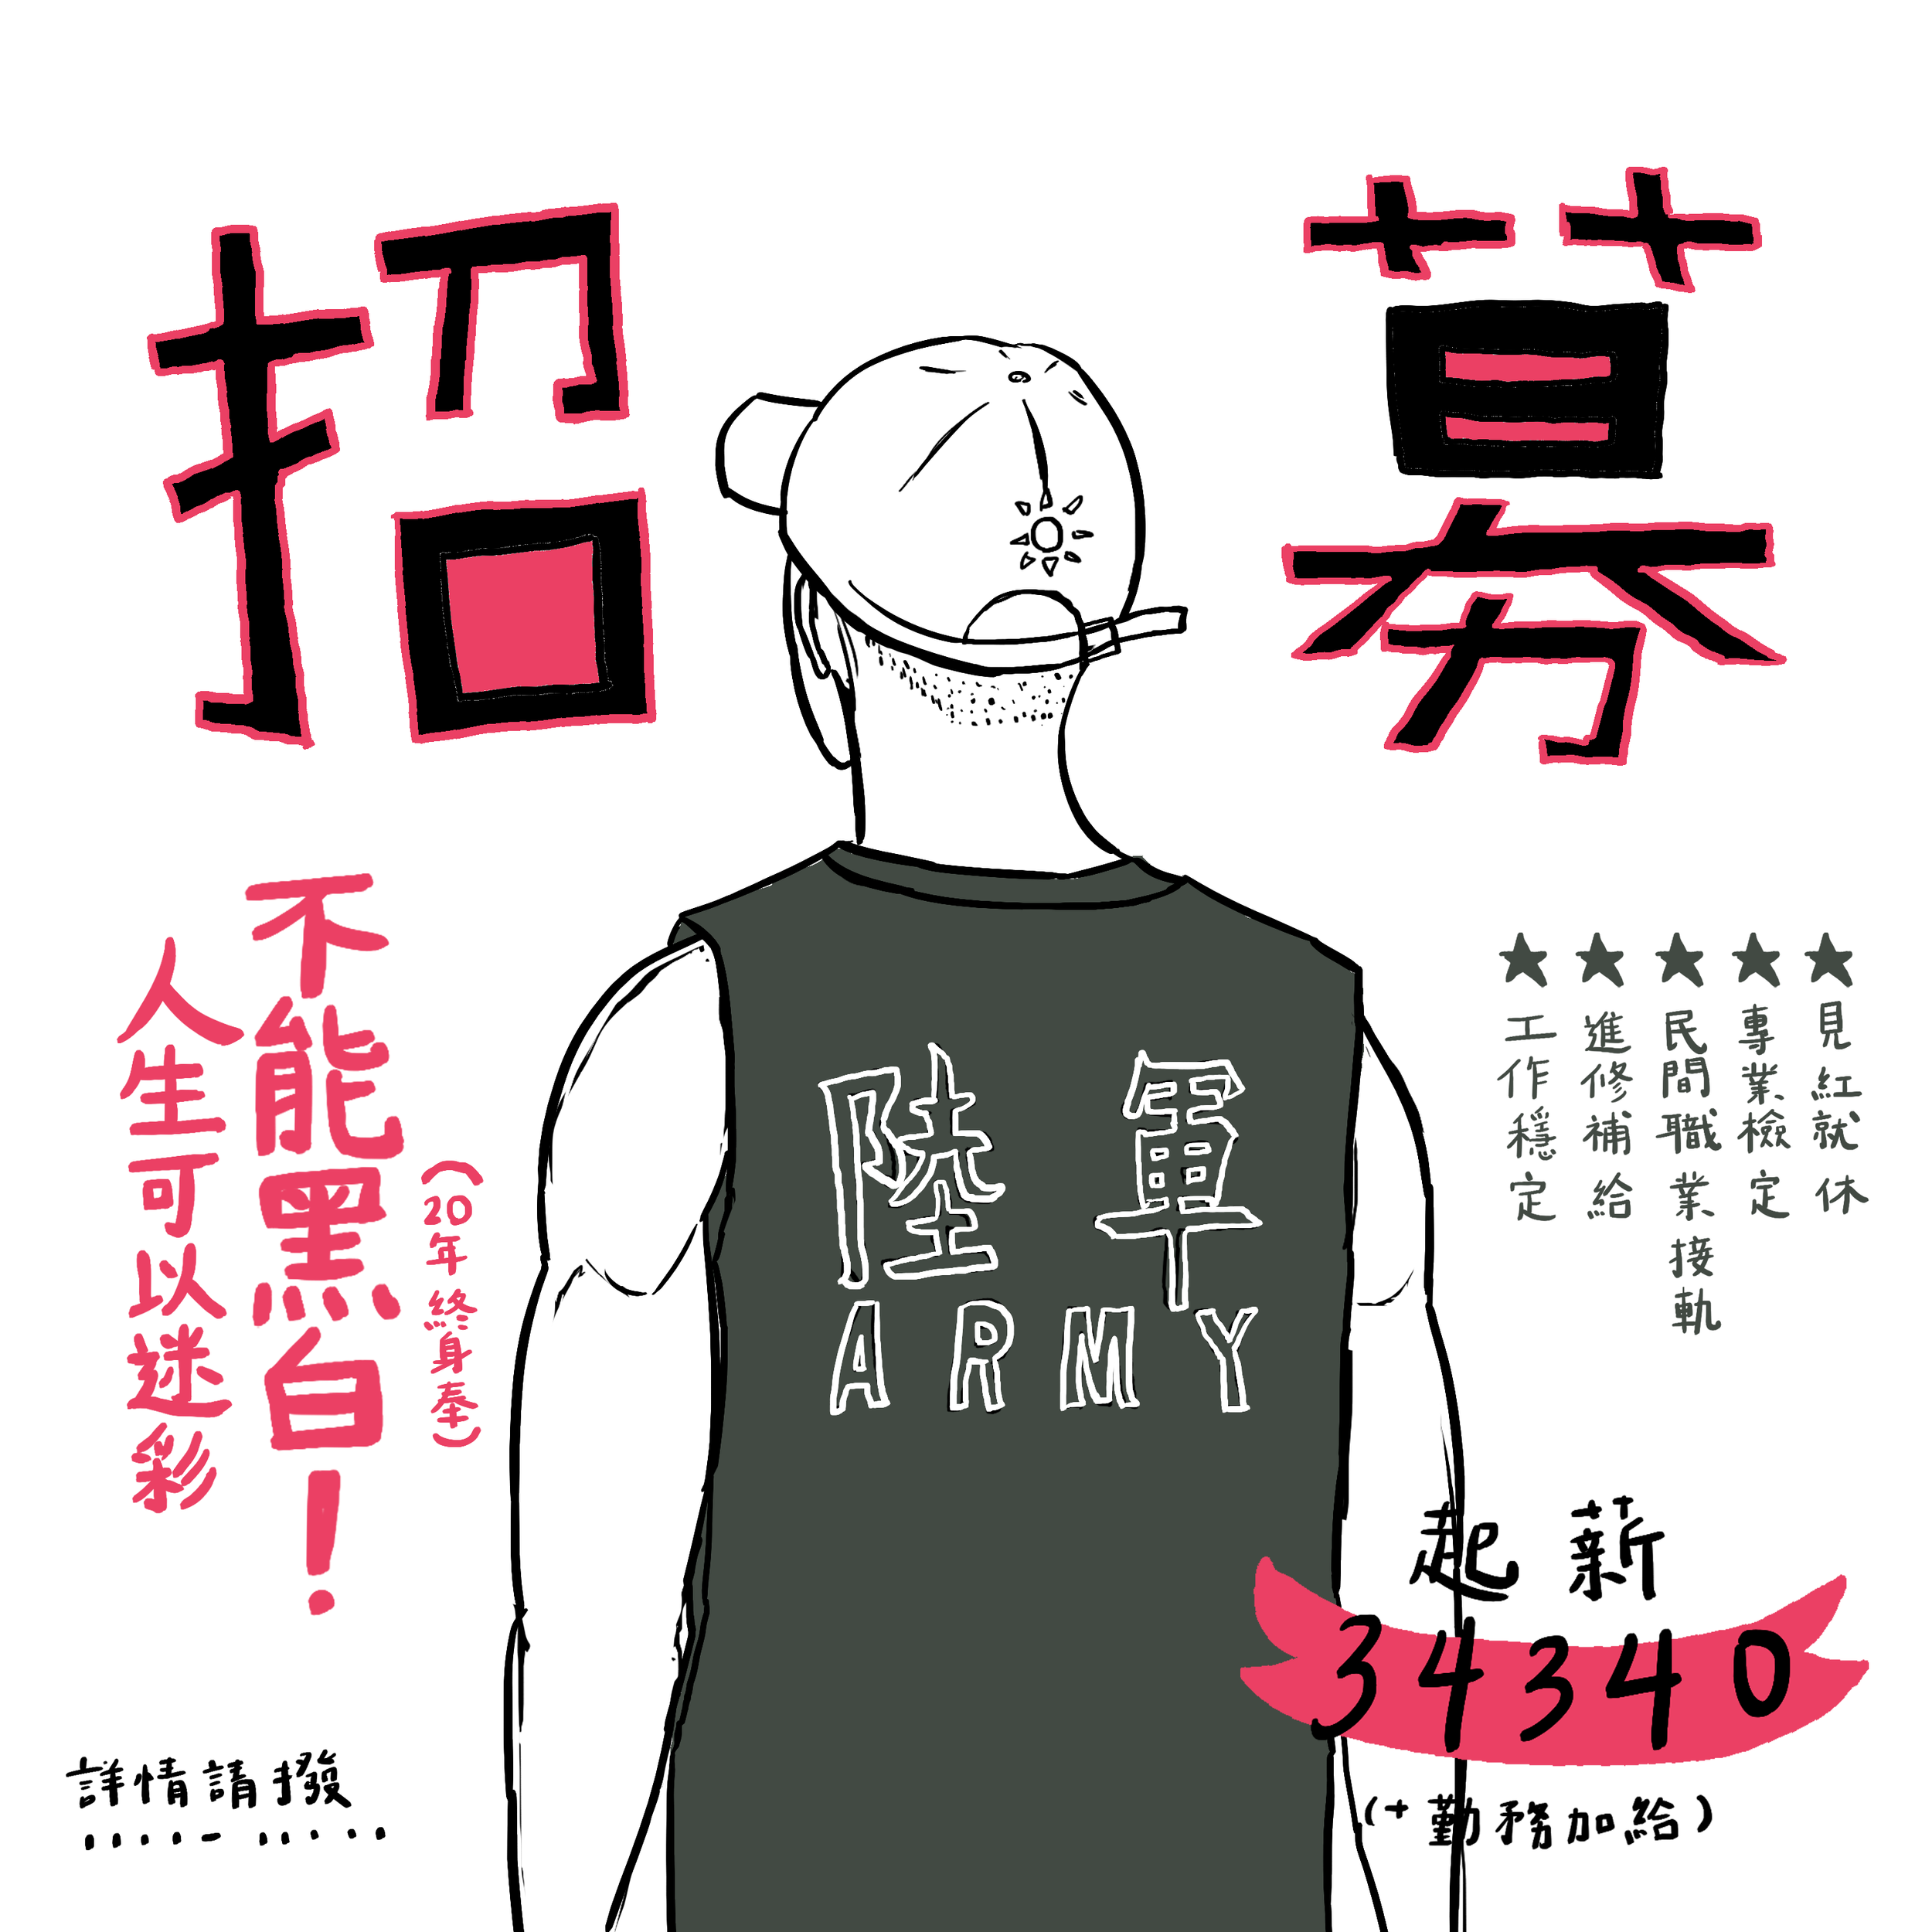 招募
不能黑白！
人生可以迷彩
（20年終身奉）
陸軍
ARMY
★見紅就休
★專業檢定
★民間職業接軌
★進修補給
★工作穩定
起薪
34340
(+勤務加給)
詳情請撥
····-·····